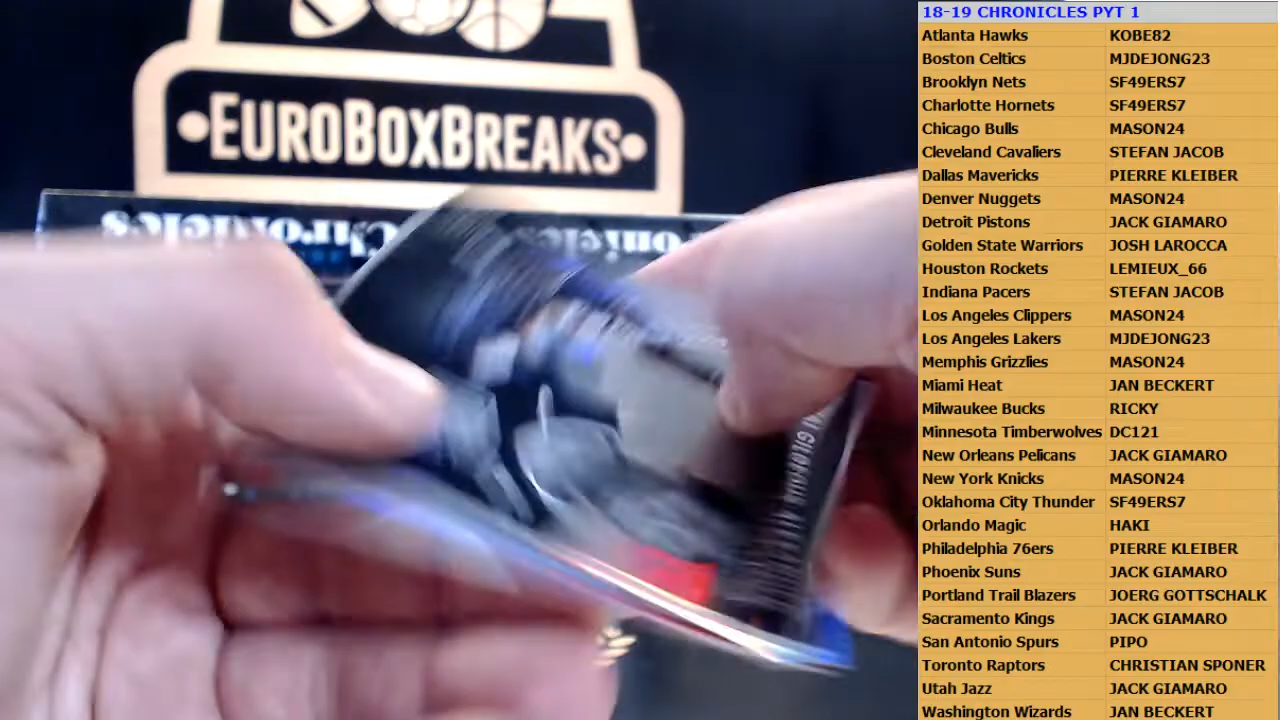 18-19 CHRONICLES PYT 1
Atlanta Hawks KOBE82
Boston Celtics MJDEJONG23
Brooklyn Nets SF49ERS7
Charlotte Hornets SF49ERS7
Chicago Bulls MASON24
Cleveland Cavaliers STEFAN JACOB
Dallas Mavericks PIERRE KLEIBER
Denver Nuggets MASON24
Detroit Pistons JACK GIAMARO
Golden State Warriors JOSH LAROCCA
Houston Rockets LEMIEUX_66
Indiana Pacers STEFAN JACOB
Los Angeles Clippers MASON24
Los Angeles Lakers MJDEJONG23
Memphis Grizzlies MASON24
Miami Heat JAN BECKERT
Milwaukee Bucks RICKY
Minnesota Timberwolves DC121
New Orleans Pelicans JACK GIAMARO
New York Knicks MASON24
Oklahoma City Thunder SF49ERS7
Orlando Magic HAKI
Philadelphia 76ers PIERRE KLEIBER
Phoenix Suns JACK GIAMARO
Portland Trail Blazers JOERG GOTTSCHALK
Sacramento Kings JACK GIAMARO
San Antonio Spurs PIPO
Toronto Raptors CHRISTIAN SPONER
Utah Jazz JACK GIAMARO
Washington Wizards JAN BECKERT
•EUROBOXBREAKS•
Chronicles